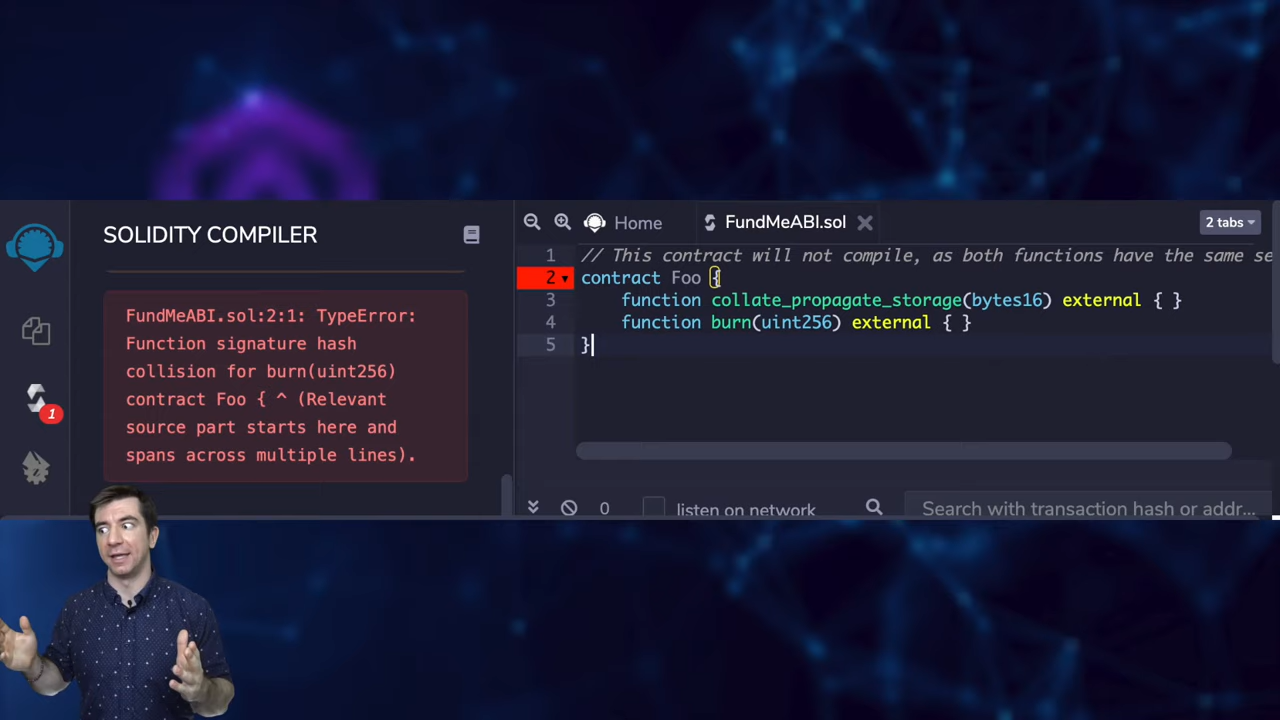 SOLIDITY COMPILER
FundMeABI.sol:2:1: TypeError:
Function signature hash
collision for burn(uint256)
contract Foo { ^ (Relevant
source part starts here and
spans across multiple lines).
1
Home
FundMeABI.sol
2 tabs
1 // This contract will not compile, as both functions have the same se
2 contract Foo {
3 function collate_propagate_storage(bytes16) external { }
4 function burn(uint256) external { }
5 }
0
listen on network
Search with transaction hash or addr...